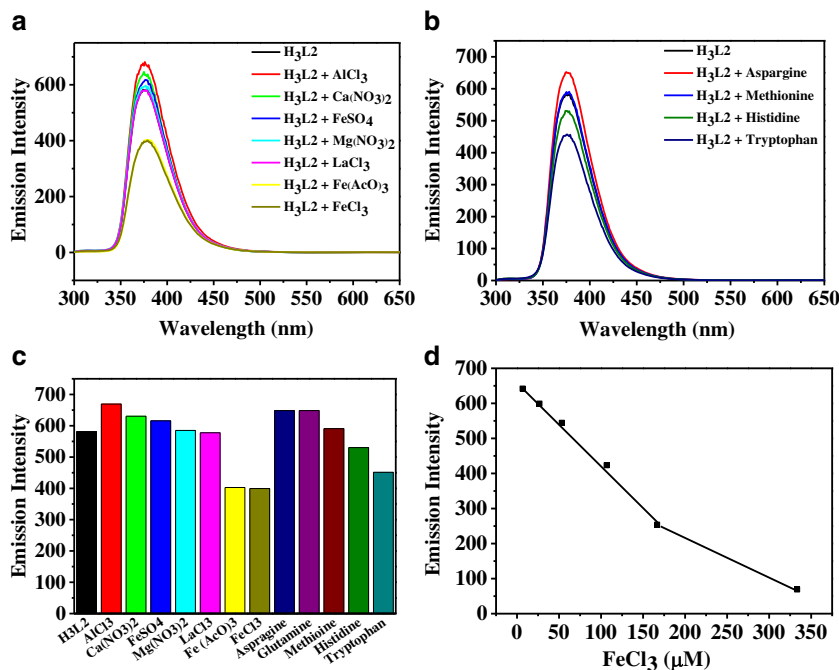 a
H3L2
H3L2 + AlCl3
H3L2 + Ca(NO3)2
H3L2 + FeSO4
H3L2 + Mg(NO3)2
H3L2 + LaCl3
H3L2 + Fe(AcO)3
H3L2 + FeCl3
600
400
200
0
300 350 400 450 500 550 600 650
Emission Intensity
Wavelength (nm)
b
H3L2
H3L2 + Aspargine
H3L2 + Methionine
H3L2 + Histidine
H3L2 + Tryptophan
700
600
500
400
300
200
100
0
300 350 400 450 500 550 600 650
Emission Intensity
Wavelength (nm)
c
700
600
500
400
300
200
100
0
Emission Intensity
H3L2
AlCl3
Ca(NO3)2
FeSO4
Mg(NO3)2
LaCl3
Fe (AcO)3
FeCl3
Aspragine
Glutamine
Methioine
Histidine
Tryptophan
d
700
600
500
400
300
200
100
0
0 50 100 150 200 250 300 350
Emission Intensity
FeCl3 (μM)